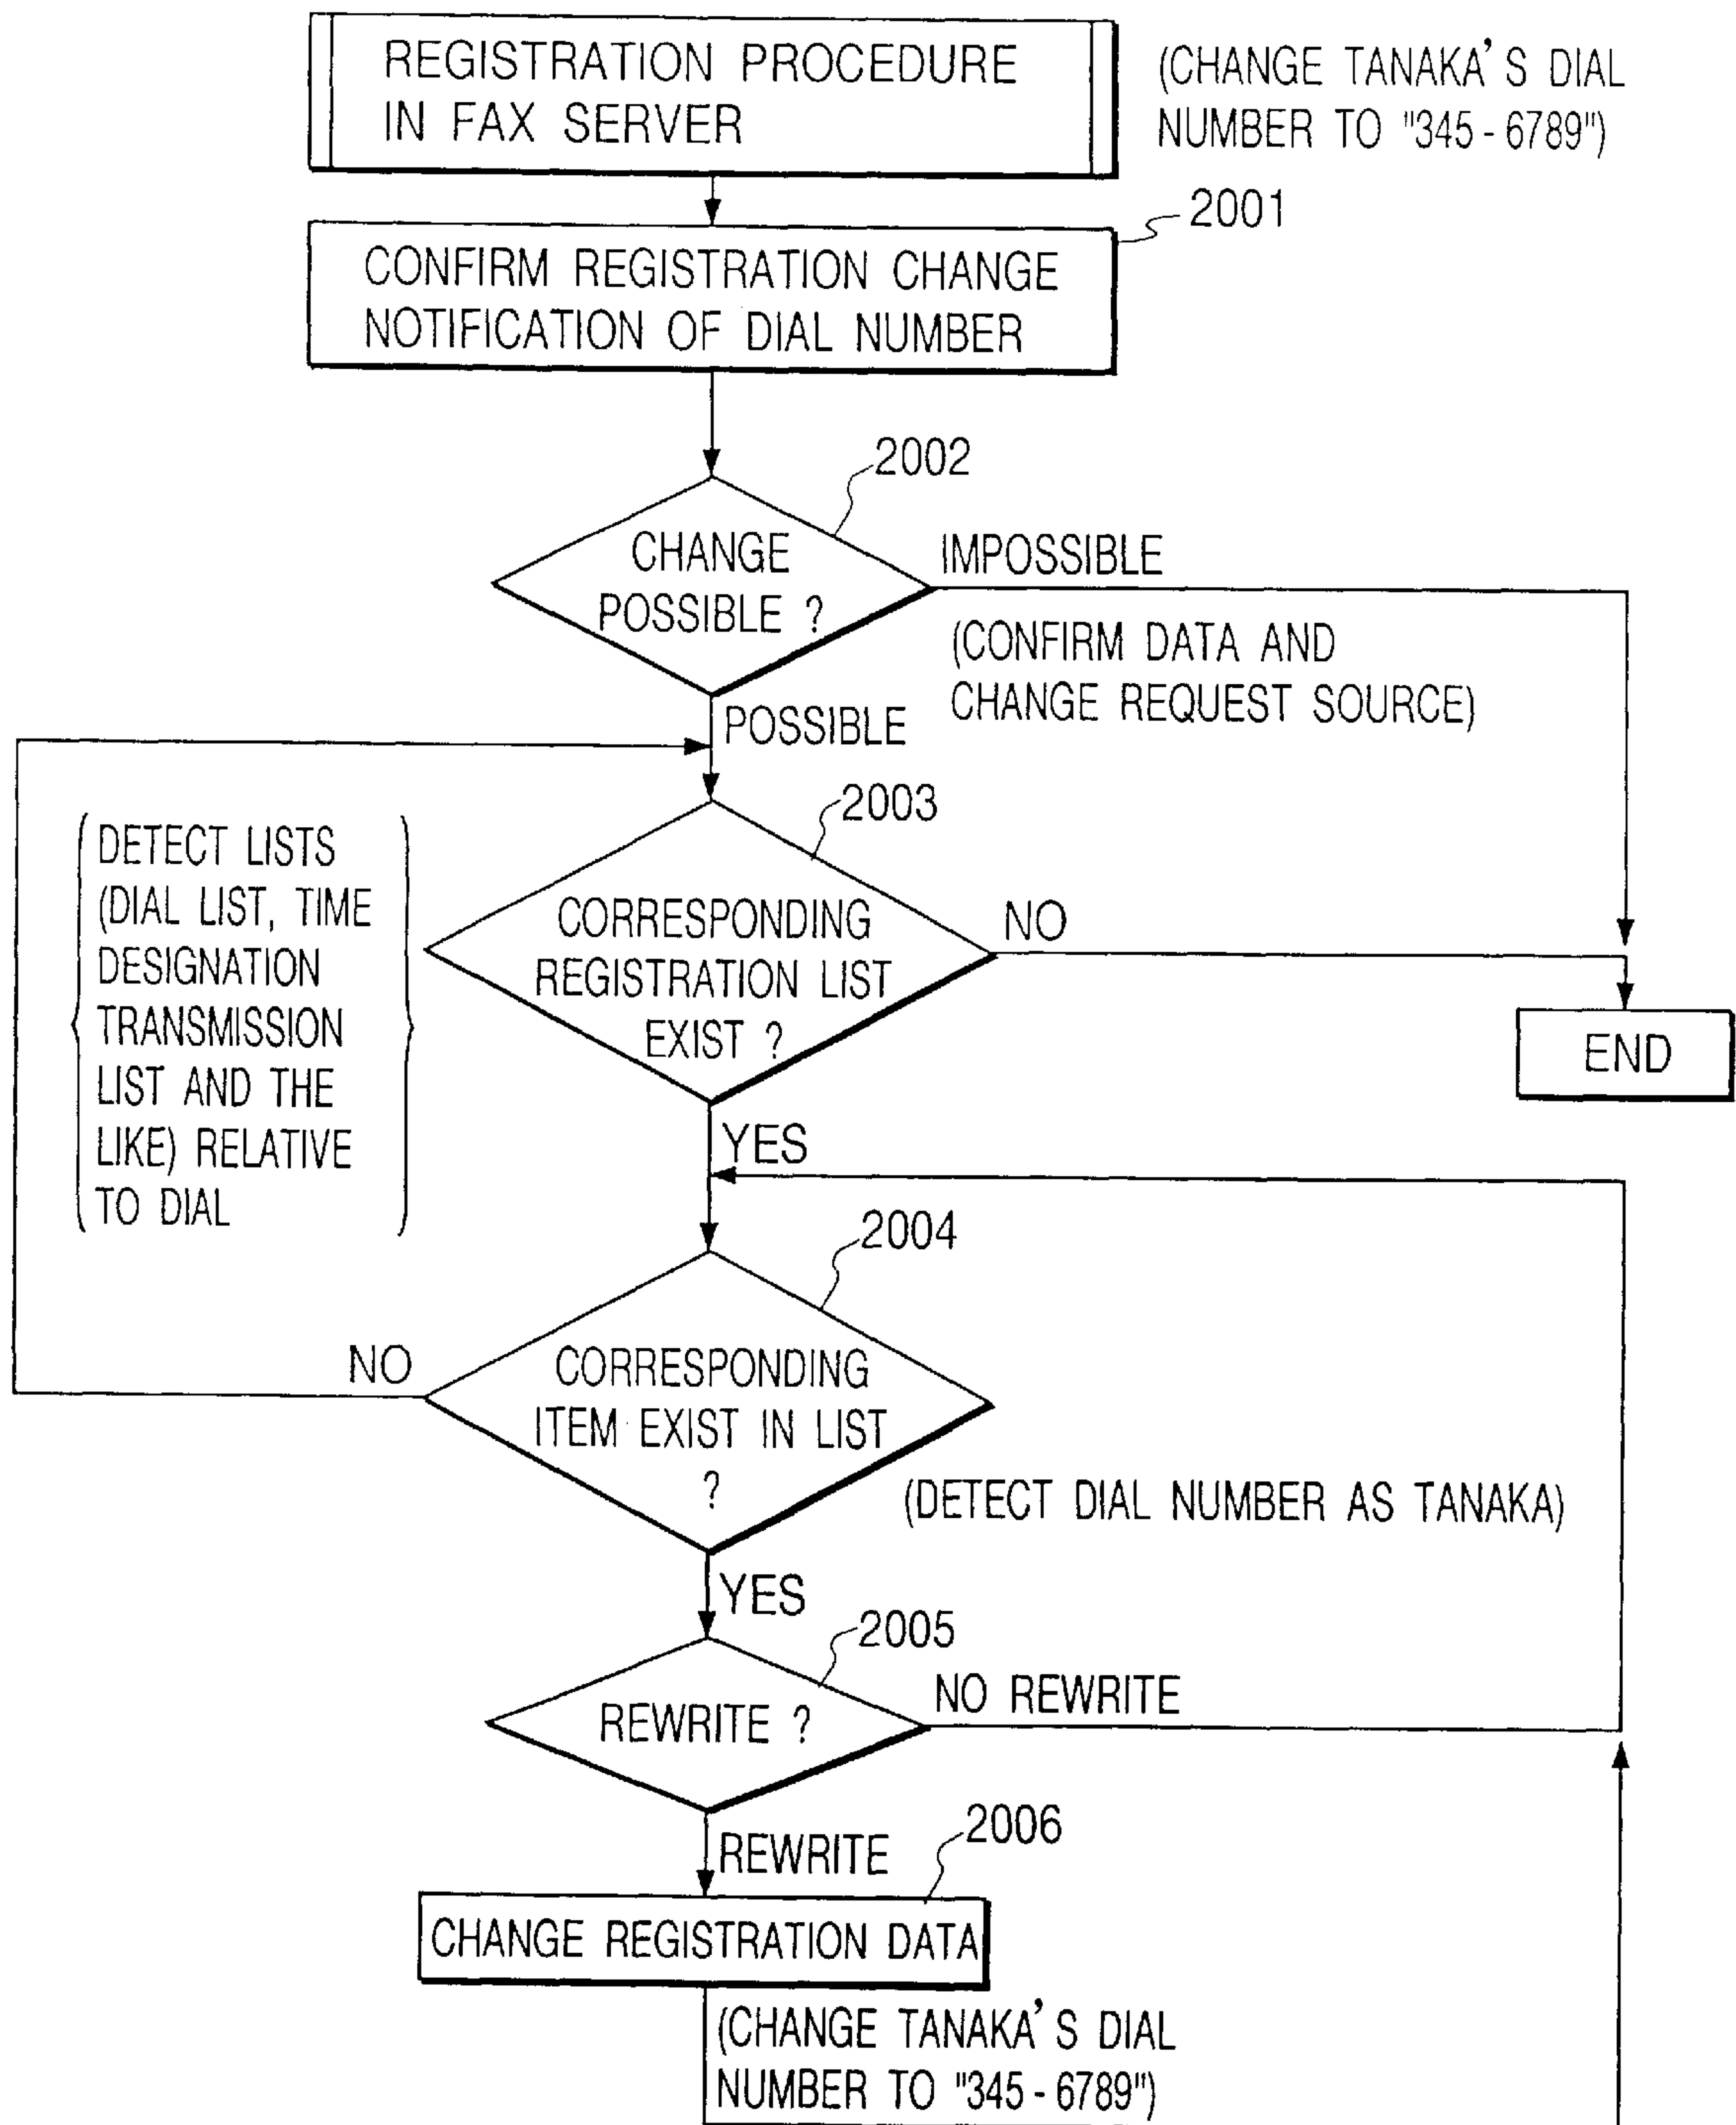 REGISTRATION PROCEDURE
IN FAX SERVER
(CHANGE TANAKA'S DIAL
NUMBER TO "345-6789")
2001
CONFIRM REGISTRATION CHANGE
NOTIFICATION OF DIAL NUMBER
2002
CHANGE
POSSIBLE ?
IMPOSSIBLE
(CONFIRM DATA AND
CHANGE REQUEST SOURCE)
POSSIBLE
2003
DETECT LISTS
(DIAL LIST, TIME
DESIGNATION
TRANSMISSION
LIST AND THE
LIKE) RELATIVE
TO DIAL
CORRESPONDING
REGISTRATION LIST
EXIST ?
NO
END
YES
2004
NO
CORRESPONDING
ITEM EXIST IN LIST
?
(DETECT DIAL NUMBER AS TANAKA)
YES
2005
REWRITE ?
NO REWRITE
REWRITE
2006
CHANGE REGISTRATION DATA
(CHANGE TANAKA'S DIAL
NUMBER TO "345-6789")